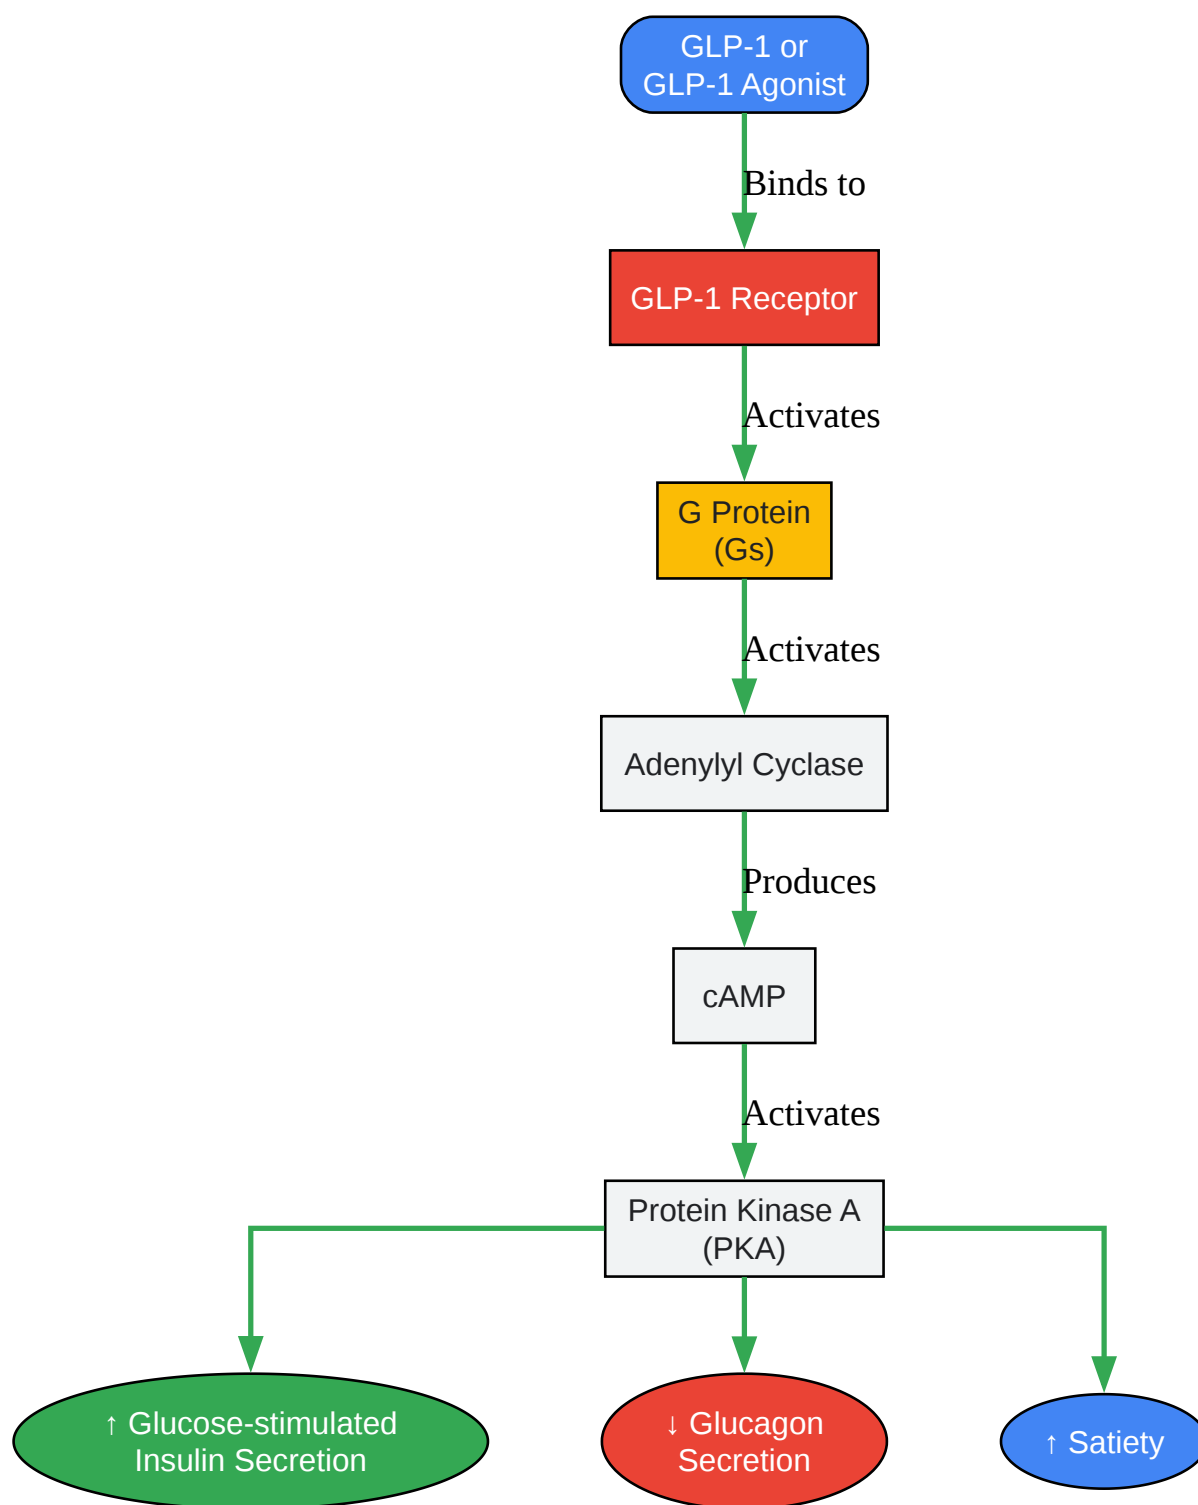 GLP-1 or
GLP-1 Agonist
Binds to
GLP-1 Receptor
Activates
G Protein
(Gs)
Activates
Adenylyl Cyclase
Produces
cAMP
Activates
Protein Kinase A
(PKA)
↑ Glucose-stimulated
Insulin Secretion
↓ Glucagon
Secretion
↑ Satiety